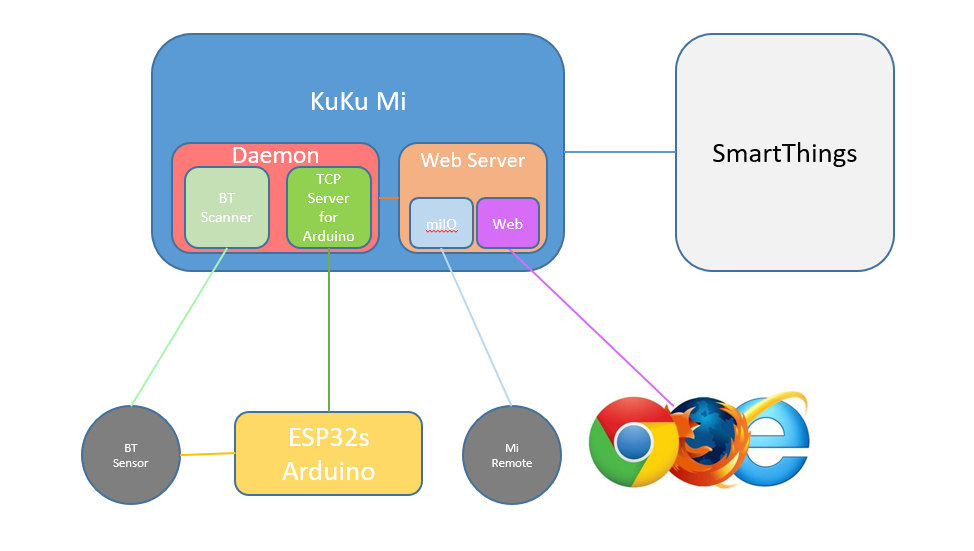 KuKu Mi
SmartThings
Daemon
Web Server
BT
Scanner
TCP
Server
for
Arduino
miIO
Web
BT
Sensor
ESP32s
Arduino
Mi
Remote